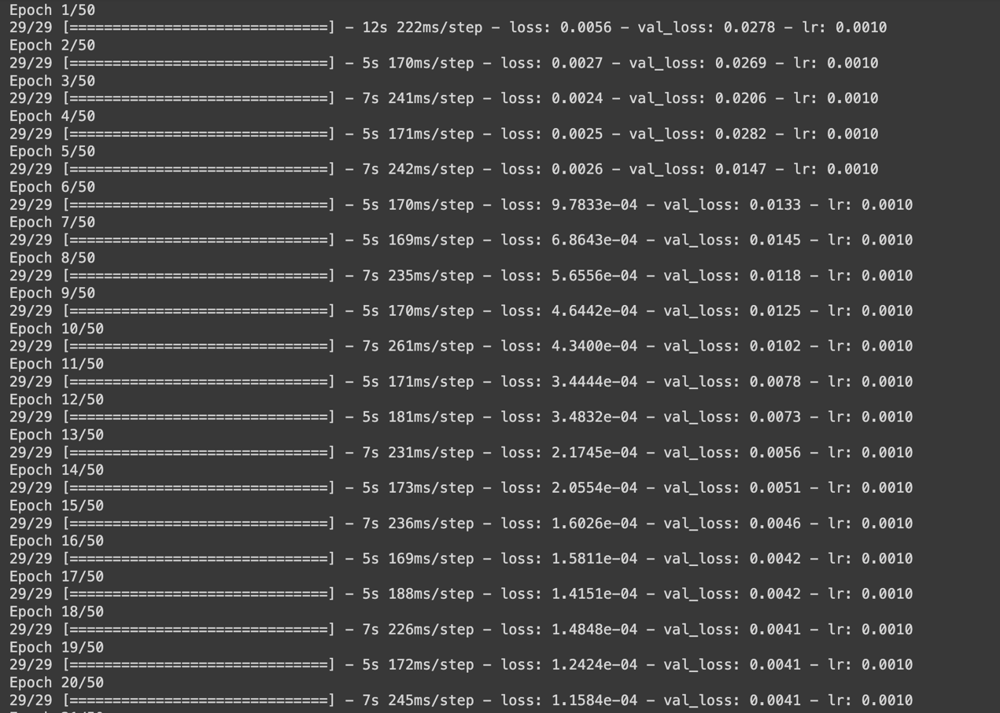 Epoch 1/50
29/29 [==============================] - 12s 222ms/step - loss: 0.0056 - val_loss: 0.0278 - lr: 0.0010
Epoch 2/50
29/29 [==============================] - 5s 170ms/step - loss: 0.0027 - val_loss: 0.0269 - lr: 0.0010
Epoch 3/50
29/29 [==============================] - 7s 241ms/step - loss: 0.0024 - val_loss: 0.0206 - lr: 0.0010
Epoch 4/50
29/29 [==============================] - 5s 171ms/step - loss: 0.0025 - val_loss: 0.0282 - lr: 0.0010
Epoch 5/50
29/29 [==============================] - 7s 242ms/step - loss: 0.0026 - val_loss: 0.0147 - lr: 0.0010
Epoch 6/50
29/29 [==============================] - 5s 170ms/step - loss: 9.7833e-04 - val_loss: 0.0133 - lr: 0.0010
Epoch 7/50
29/29 [==============================] - 5s 169ms/step - loss: 6.8643e-04 - val_loss: 0.0145 - lr: 0.0010
Epoch 8/50
29/29 [==============================] - 7s 235ms/step - loss: 5.6556e-04 - val_loss: 0.0118 - lr: 0.0010
Epoch 9/50
29/29 [==============================] - 5s 170ms/step - loss: 4.6442e-04 - val_loss: 0.0125 - lr: 0.0010
Epoch 10/50
29/29 [==============================] - 7s 261ms/step - loss: 4.3400e-04 - val_loss: 0.0102 - lr: 0.0010
Epoch 11/50
29/29 [==============================] - 5s 171ms/step - loss: 3.4444e-04 - val_loss: 0.0078 - lr: 0.0010
Epoch 12/50
29/29 [==============================] - 5s 181ms/step - loss: 3.4832e-04 - val_loss: 0.0073 - lr: 0.0010
Epoch 13/50
29/29 [==============================] - 7s 231ms/step - loss: 2.1745e-04 - val_loss: 0.0056 - lr: 0.0010
Epoch 14/50
29/29 [==============================] - 5s 173ms/step - loss: 2.0554e-04 - val_loss: 0.0051 - lr: 0.0010
Epoch 15/50
29/29 [==============================] - 7s 236ms/step - loss: 1.6026e-04 - val_loss: 0.0046 - lr: 0.0010
Epoch 16/50
29/29 [==============================] - 5s 169ms/step - loss: 1.5811e-04 - val_loss: 0.0042 - lr: 0.0010
Epoch 17/50
29/29 [==============================] - 5s 188ms/step - loss: 1.4151e-04 - val_loss: 0.0042 - lr: 0.0010
Epoch 18/50
29/29 [==============================] - 7s 226ms/step - loss: 1.4848e-04 - val_loss: 0.0041 - lr: 0.0010
Epoch 19/50
29/29 [==============================] - 5s 172ms/step - loss: 1.2424e-04 - val_loss: 0.0041 - lr: 0.0010
Epoch 20/50
29/29 [==============================] - 7s 245ms/step - loss: 1.1584e-04 - val_loss: 0.0041 - lr: 0.0010